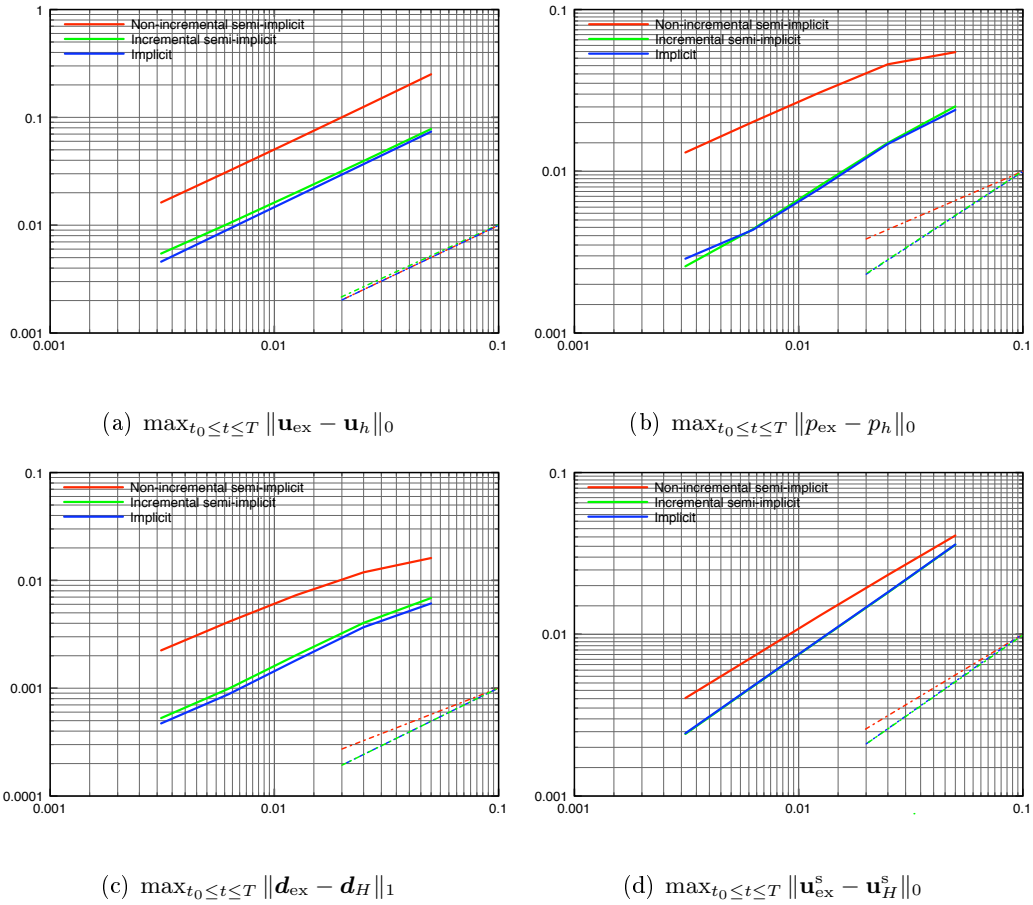 1
0.1
0.01
0.001
0.001
0.01
0.1
Non-incremental semi-implicit
Incremental semi-implicit
Implicit
(a) max_{t_0≤t≤T} ‖u_ex − u_h‖_0
0.1
0.01
0.001
0.001
0.01
0.1
Non-incremental semi-implicit
Incremental semi-implicit
Implicit
(b) max_{t_0≤t≤T} ‖p_ex − p_h‖_0
0.1
0.01
0.001
0.0001
0.001
0.01
0.1
Non-incremental semi-implicit
Incremental semi-implicit
Implicit
(c) max_{t_0≤t≤T} ‖d_ex − d_H‖_1
0.1
0.01
0.001
0.001
0.01
0.1
Non-incremental semi-implicit
Incremental semi-implicit
Implicit
(d) max_{t_0≤t≤T} ‖u^s_ex − u^s_H‖_0